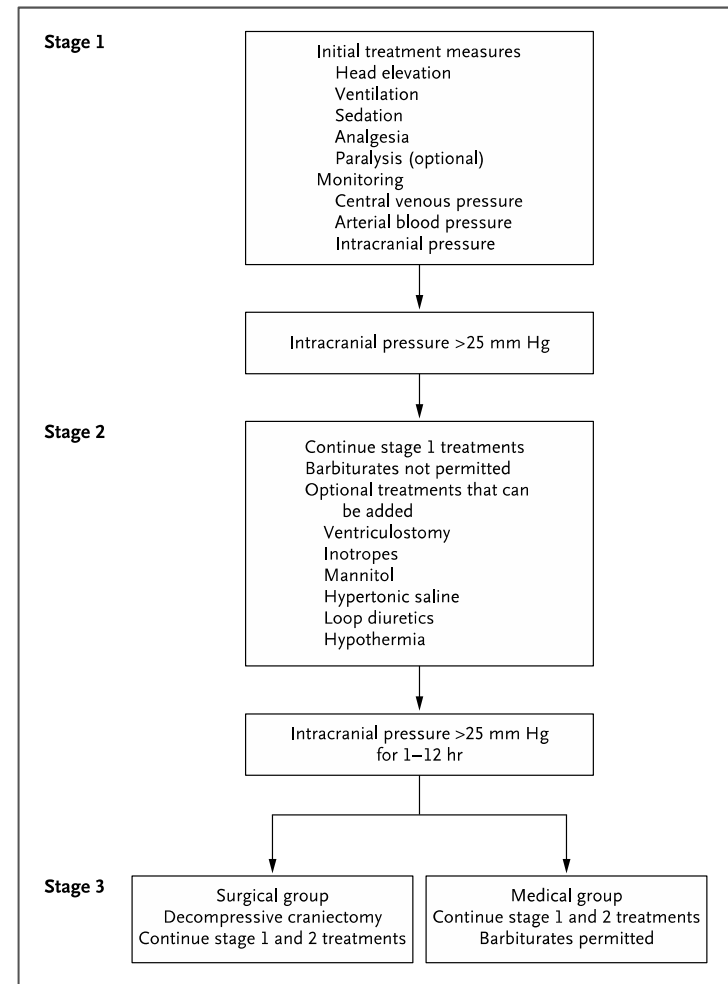 Stage 1
Initial treatment measures
Head elevation
Ventilation
Sedation
Analgesia
Paralysis (optional)
Monitoring
Central venous pressure
Arterial blood pressure
Intracranial pressure
Intracranial pressure >25 mm Hg
Stage 2
Continue stage 1 treatments
Barbiturates not permitted
Optional treatments that can
be added
Ventriculostomy
Inotropes
Mannitol
Hypertonic saline
Loop diuretics
Hypothermia
Intracranial pressure >25 mm Hg
for 1–12 hr
Stage 3
Surgical group
Decompressive craniectomy
Continue stage 1 and 2 treatments
Medical group
Continue stage 1 and 2 treatments
Barbiturates permitted